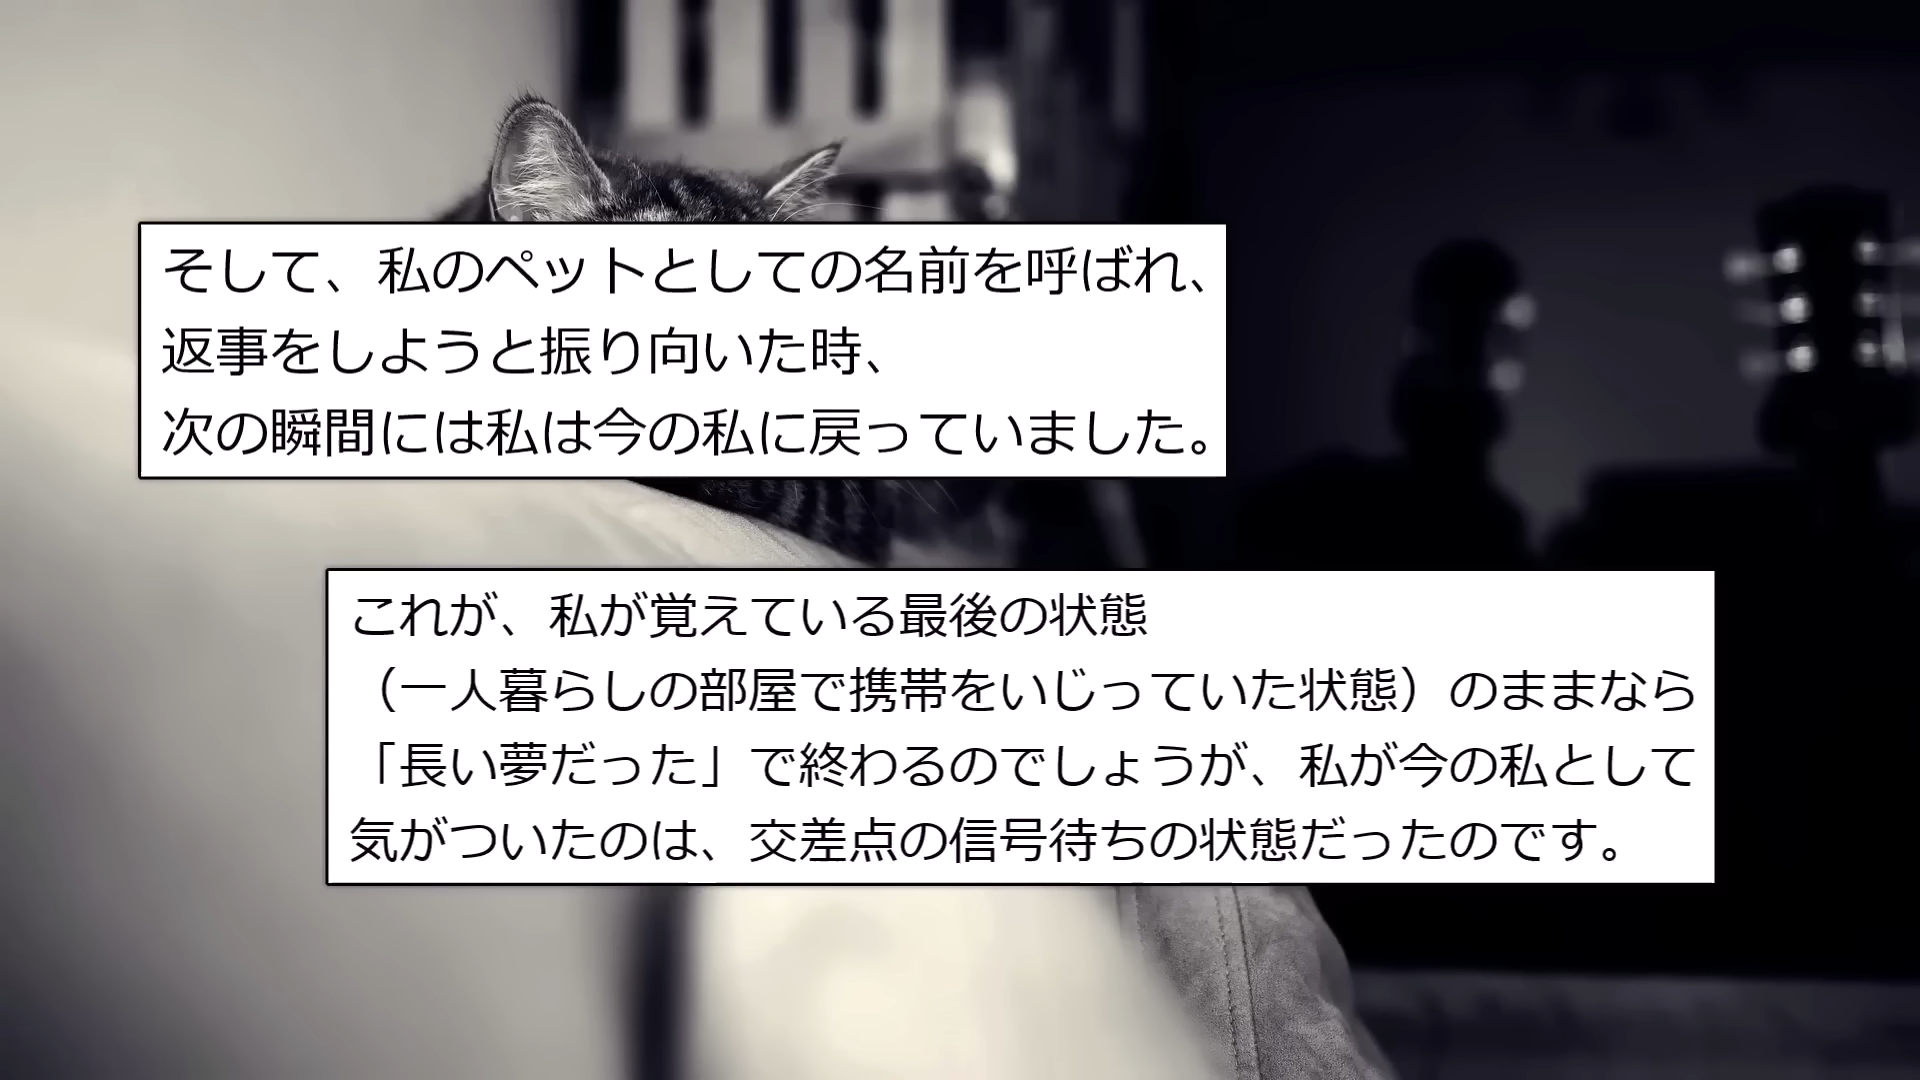 そして、私のペットとしての名前を呼ばれ、
返事をしようと振り向いた時、
次の瞬間には私は今の私に戻っていました。
これが、私が覚えている最後の状態
（一人暮らしの部屋で携帯をいじっていた状態）のままなら
「長い夢だった」で終わるのでしょうが、私が今の私として
気がついたのは、交差点の信号待ちの状態だったのです。